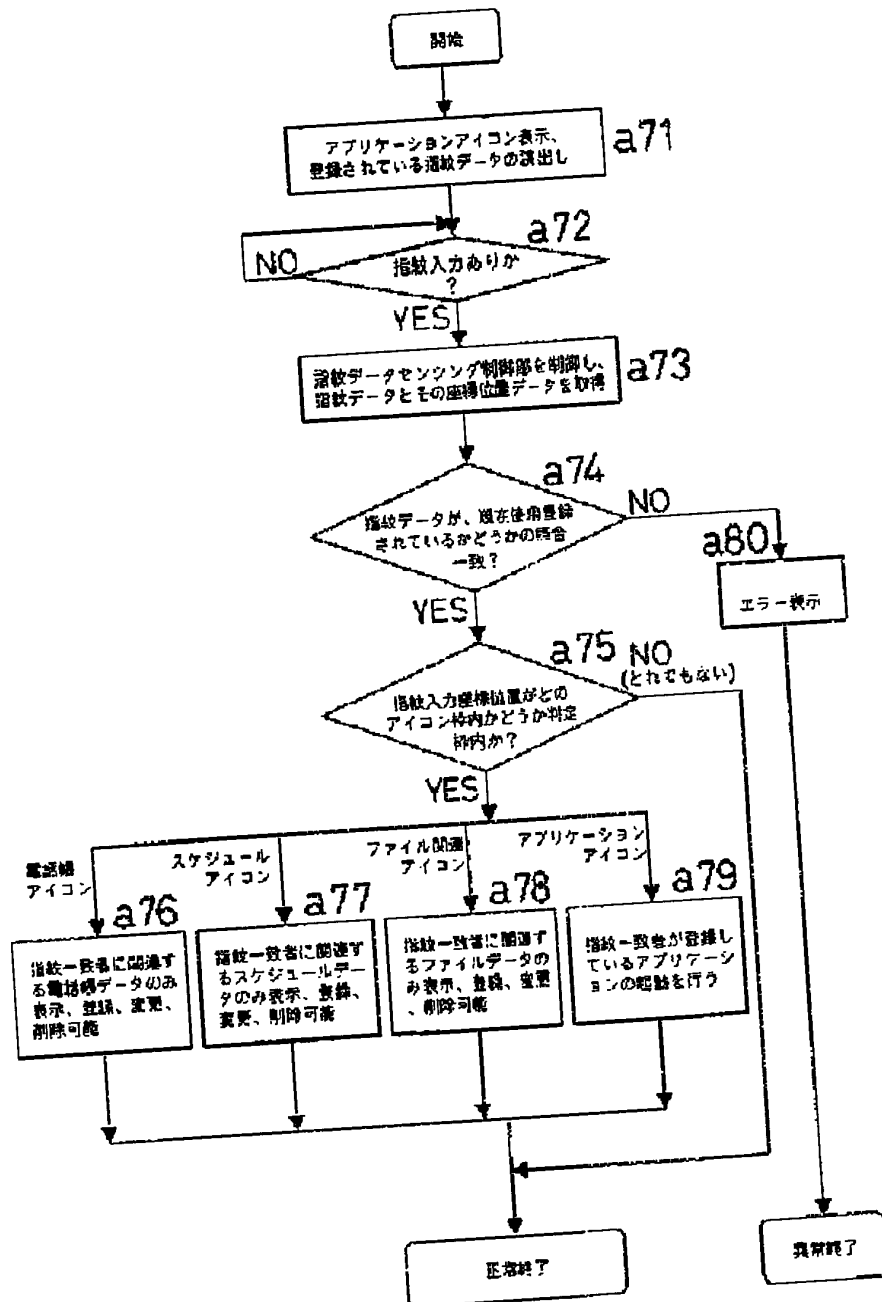 開始
アプリケーションアイコン表示、
登録されている指紋データの読出し
a71
a72
指紋入力ありか
?
NO
YES
指紋データセンシング制御部を制御し、
指紋データとその座標位置データを取得
a73
a74
指紋データが、現在使用登録
されているかどうかの照合
一致?
NO
YES
a80
エラー表示
a75
NO
(どれでもない)
指紋入力座標位置がどの
アイコン枠内かどうか判定
枠内か?
YES
電話帳
アイコン
スケジュール
アイコン
ファイル関連
アイコン
アプリケーション
アイコン
a76
指紋一致者に関連す
る電話帳データのみ
表示、登録、変更、
削除可能
a77
指紋一致者に関連す
るスケジュールデー
タのみ表示、登録、
変更、削除可能
a78
指紋一致者に関連す
るファイルデータの
み表示、登録、変更
、削除可能
a79
指紋一致者が登録し
ているアプリケーシ
ョンの起動を行う
正常終了
異常終了